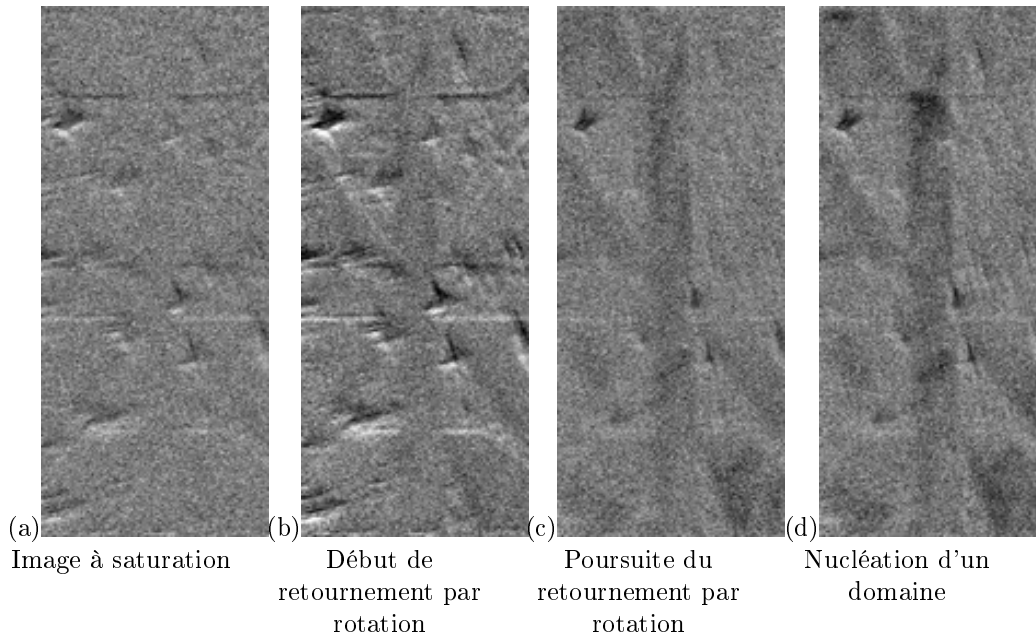 (a)
Image à saturation
(b)
Début de
retournement par
rotation
(c)
Poursuite du
retournement par
rotation
(d)
Nucléation d'un
domaine